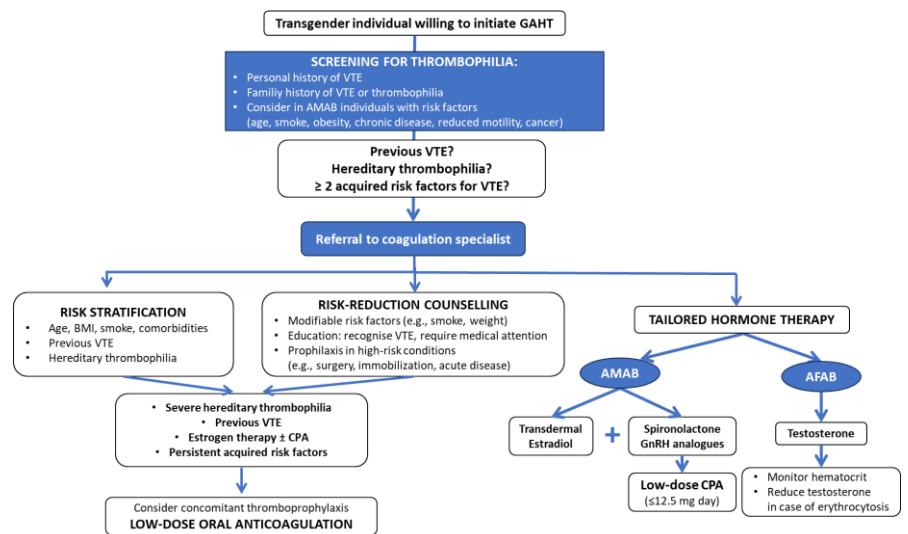 Transgender individual willing to initiate GAHT
SCREENING FOR THROMBOPHILIA:
• Personal history of VTE
• Familiy history of VTE or thrombophilia
• Consider in AMAB individuals with risk factors
(age, smoke, obesity, chronic disease, reduced motility, cancer)
Previous VTE?
Hereditary thrombophilia?
≥ 2 acquired risk factors for VTE?
Referral to coagulation specialist
RISK STRATIFICATION
• Age, BMI, smoke, comorbidities
• Previous VTE
• Hereditary thrombophilia
RISK-REDUCTION COUNSELLING
• Modifiable risk factors (e.g., smoke, weight)
• Education: recognise VTE, require medical attention
• Prophilaxis in high-risk conditions
(e.g., surgery, immobilization, acute disease)
TAILORED HORMONE THERAPY
AMAB
AFAB
• Severe hereditary thrombophilia
• Previous VTE
• Estrogen therapy ± CPA
• Persistent acquired risk factors
Transdermal
Estradiol
+
Spironolactone
GnRH analogues
Testosterone
Low-dose CPA
(≤12.5 mg day)
• Monitor hematocrit
• Reduce testosterone
in case of erythrocytosis
Consider concomitant thromboprophylaxis
LOW-DOSE ORAL ANTICOAGULATION